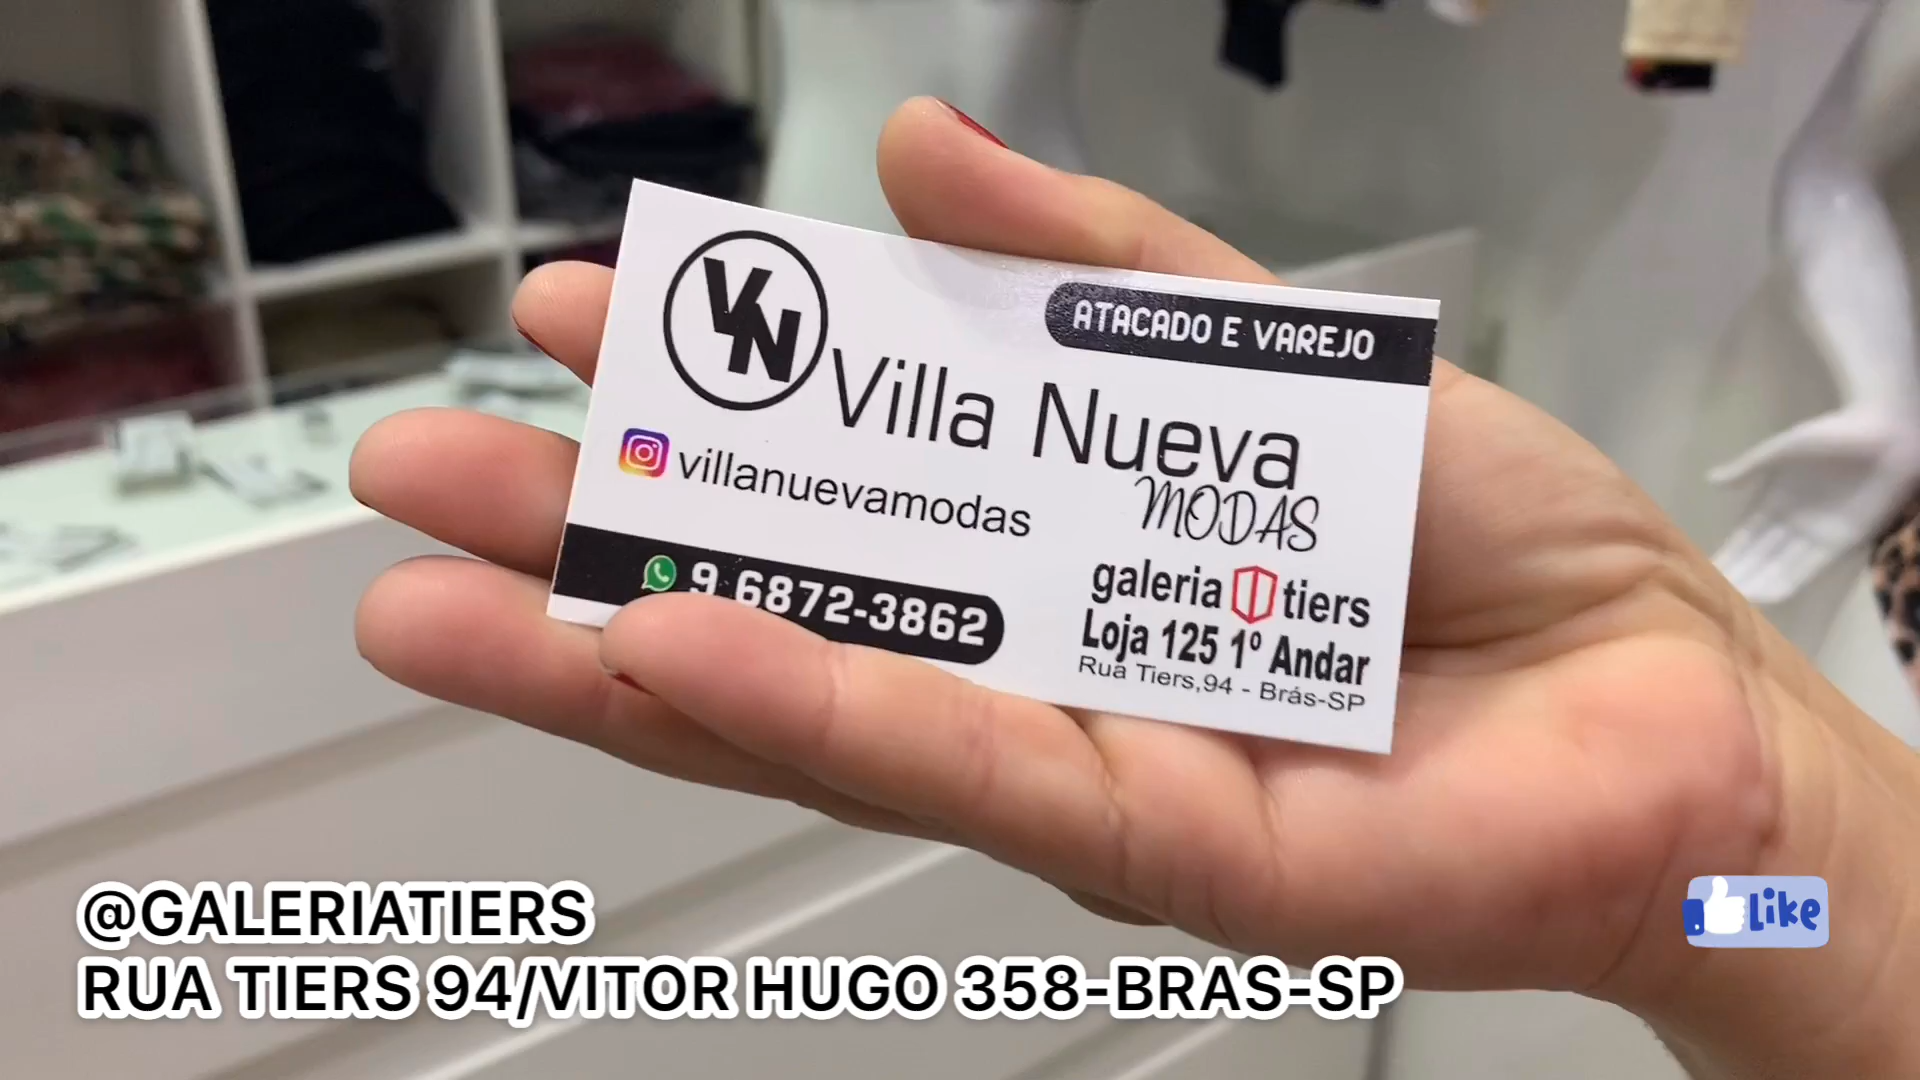 VN
ATACADO E VAREJO
Villa Nueva
MODAS
villanuevamodas
9 6872-3862
galeria tiers
Loja 125 1º Andar
Rua Tiers,94 - Brás-SP
@GALERIATIERS
RUA TIERS 94/VITOR HUGO 358-BRAS-SP
Like